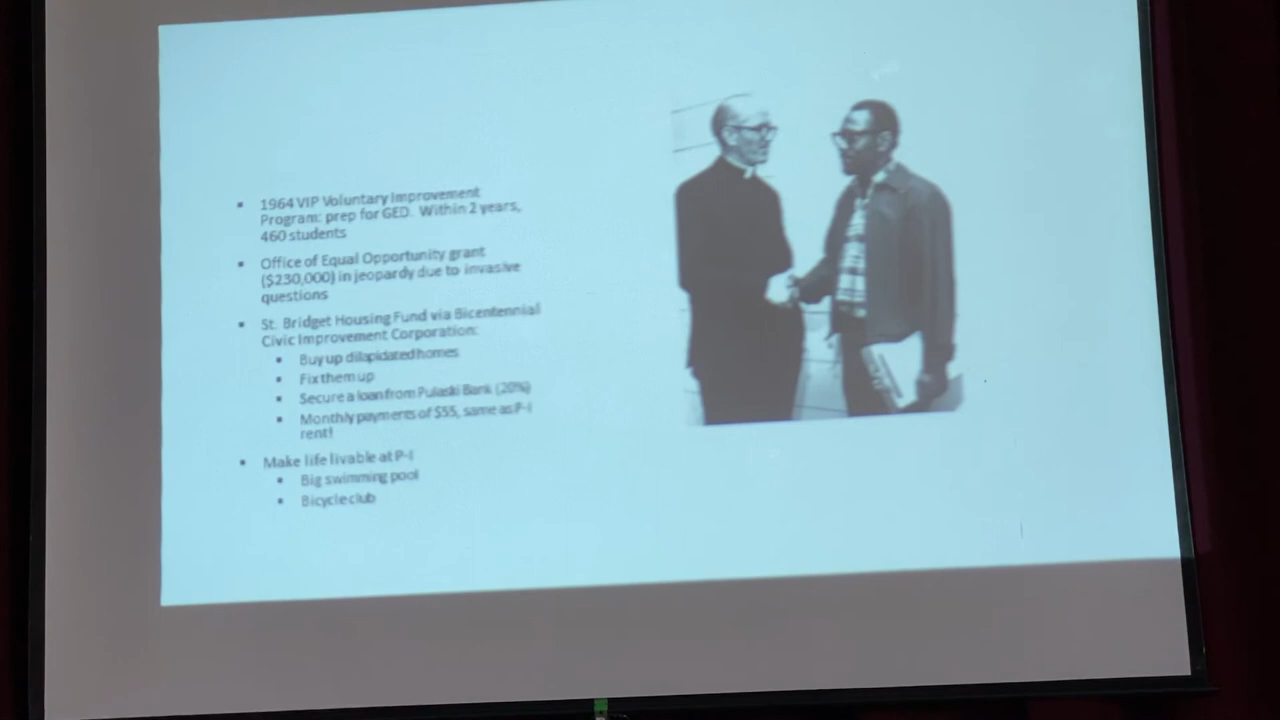 1964 VIP Voluntary Improvement
Program: prep for GED. Within 2 years,
460 students
Office of Equal Opportunity grant
($230,000) in jeopardy due to invasive
questions
St. Bridget Housing Fund via Bicentennial
Civic Improvement Corporation:
Buy up dilapidated homes
Fix them up
Secure a loan from Pulaski Bank (20%)
Monthly payments of $55, same as P-I
rent!
Make life livable at P-I
Big swimming pool
Bicycle club